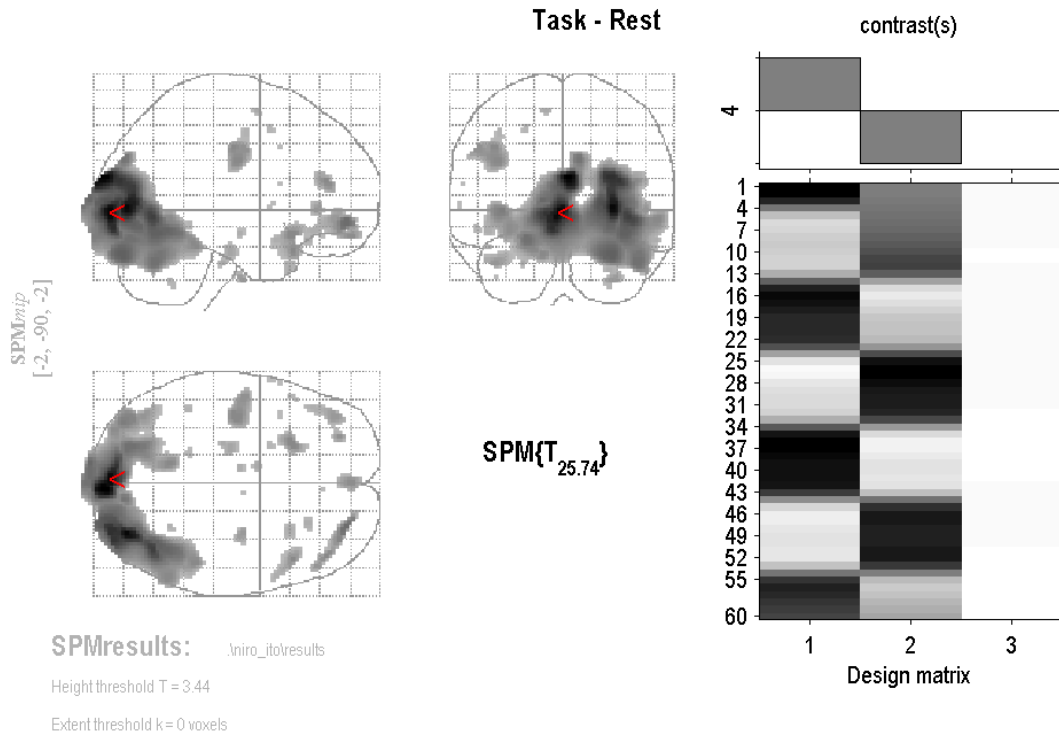 Task - Rest
contrast(s)
4
SPMmip
[-2, -90, -2]
<
<
<
SPM{T25.74}
1
4
7
10
13
16
19
22
25
28
31
34
37
40
43
46
49
52
55
60
1 2 3
Design matrix
SPMresults: .\niro_ito\results
Height threshold T = 3.44
Extent threshold k = 0 voxels